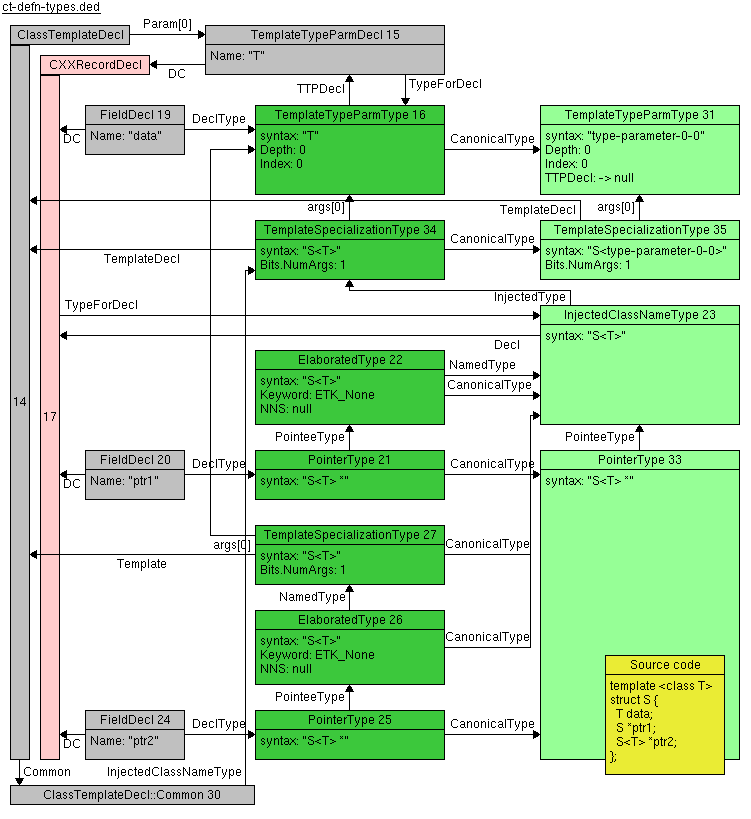 ct-defn-types.ded
ClassTemplateDecl
Param[0]
TemplateTypeParmDecl 15
Name: "T"
CXXRecordDecl
DC
TTPDecl
TypeForDecl
FieldDecl 19
Name: "data"
DC
DeclType
TemplateTypeParmType 16
syntax: "T"
Depth: 0
Index: 0
CanonicalType
TemplateTypeParmType 31
syntax: "type-parameter-0-0"
Depth: 0
Index: 0
TTPDecl: -> null
args[0]
TemplateDecl
args[0]
TemplateSpecializationType 34
syntax: "S<T>"
Bits.NumArgs: 1
CanonicalType
TemplateSpecializationType 35
syntax: "S<type-parameter-0-0>"
Bits.NumArgs: 1
TemplateDecl
InjectedType
TypeForDecl
InjectedClassNameType 23
syntax: "S<T>"
Decl
ElaboratedType 22
syntax: "S<T>"
Keyword: ETK_None
NNS: null
NamedType
CanonicalType
14
17
PointeeType
PointeeType
FieldDecl 20
Name: "ptr1"
DC
DeclType
PointerType 21
syntax: "S<T> *"
CanonicalType
PointerType 33
syntax: "S<T> *"
TemplateSpecializationType 27
syntax: "S<T>"
Bits.NumArgs: 1
args[0]
CanonicalType
Template
NamedType
ElaboratedType 26
syntax: "S<T>"
Keyword: ETK_None
NNS: null
CanonicalType
PointeeType
FieldDecl 24
Name: "ptr2"
DC
DeclType
PointerType 25
syntax: "S<T> *"
CanonicalType
Source code
template <class T>
struct S {
T data;
S *ptr1;
S<T> *ptr2;
};
Common
InjectedClassNameType
ClassTemplateDecl::Common 30